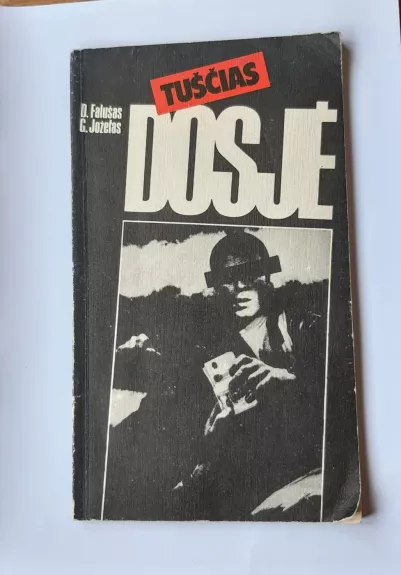 TUŠČIAS
D. Falušas
G. Jozefas
DOSJĖ